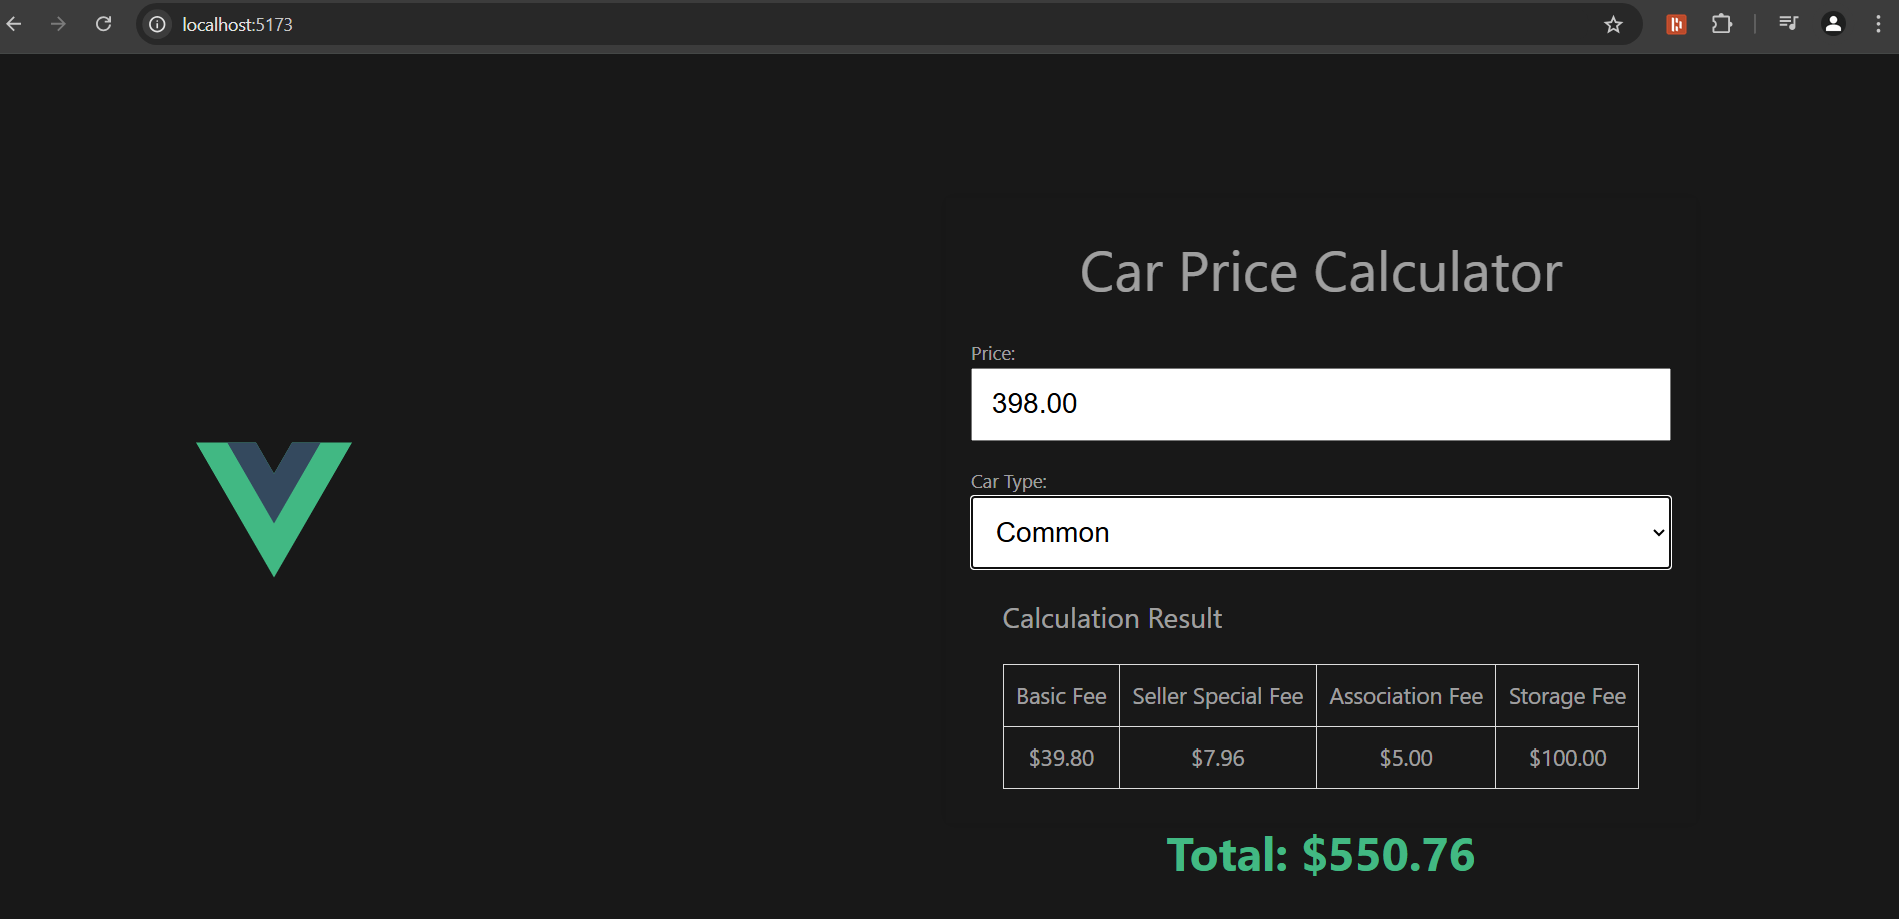 localhost:5173
Car Price Calculator
Price:
398.00
Car Type:
Common
Calculation Result
Basic Fee Seller Special Fee Association Fee Storage Fee
$39.80 $7.96 $5.00 $100.00
Total: $550.76